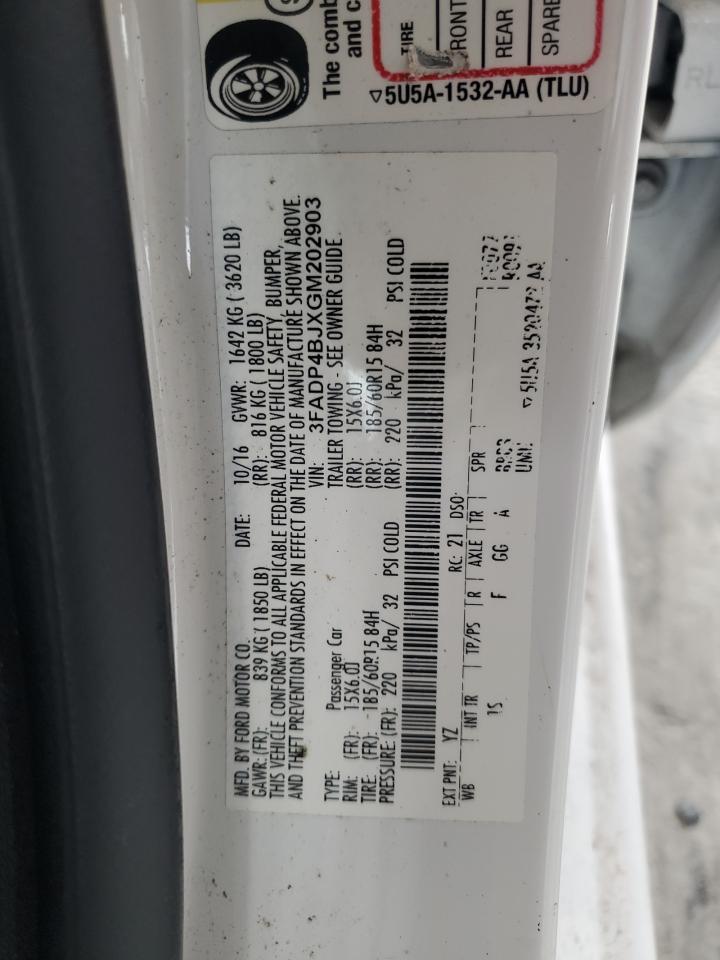 The comb
and c
TIRE
FRONT
REAR
SPARE
▽5U5A-1532-AA (TLU)
MFD. BY FORD MOTOR CO. DATE: 10/16 GVWR: 1642 KG ( 3620 LB)
GAWR:(FR): 839 KG ( 1850 LB) (RR): 816 KG ( 1800 LB)
THIS VEHICLE CONFORMS TO ALL APPLICABLE FEDERAL MOTOR VEHICLE SAFETY, BUMPER,
AND THEFT PREVENTION STANDARDS IN EFFECT ON THE DATE OF MANUFACTURE SHOWN ABOVE.
VIN: 3FADP4BJXGM202903
TYPE: Passenger Car TRAILER TOWING - SEE OWNER GUIDE
RIM: (FR): 15X6.0J (RR): 15X6.0J
TIRE: (FR): 185/60R15 84H (RR): 185/60R15 84H
PRESSURE (FR): 220 kPa/ 32 PSI COLD (RR): 220 kPa/ 32 PSI COLD
EXT PNT: YZ RC: 21 DSO:
WB INT TR TP/PS R AXLE TR SPR
1S F GG A
UMU
▽5U5A AA
RL